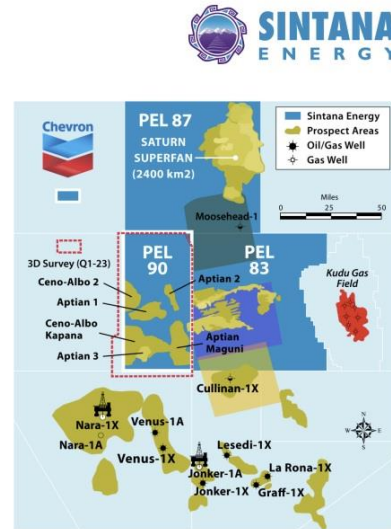 SINTANA
ENERGY
Chevron
PEL 87
SATURN
SUPERFAN
(2400 km2)
Sintana Energy
Prospect Areas
Oil/Gas Well
Gas Well
Miles
0 25 50
Moosehead-1
3D Survey (Q1-23)
PEL
90
PEL
83
Kudu Gas
Field
Ceno-Albo 2
Aptian 2
Aptian 1
Ceno-Albo
Kapana
Aptian 3
Aptian
Maguni
Cullinan-1X
Nara-1X
Nara-1A
Venus-1A
Venus-1X
Lesedi-1X
Jonker-1A
La Rona-1X
Jonker-1X
Graff-1X
N
W E
S